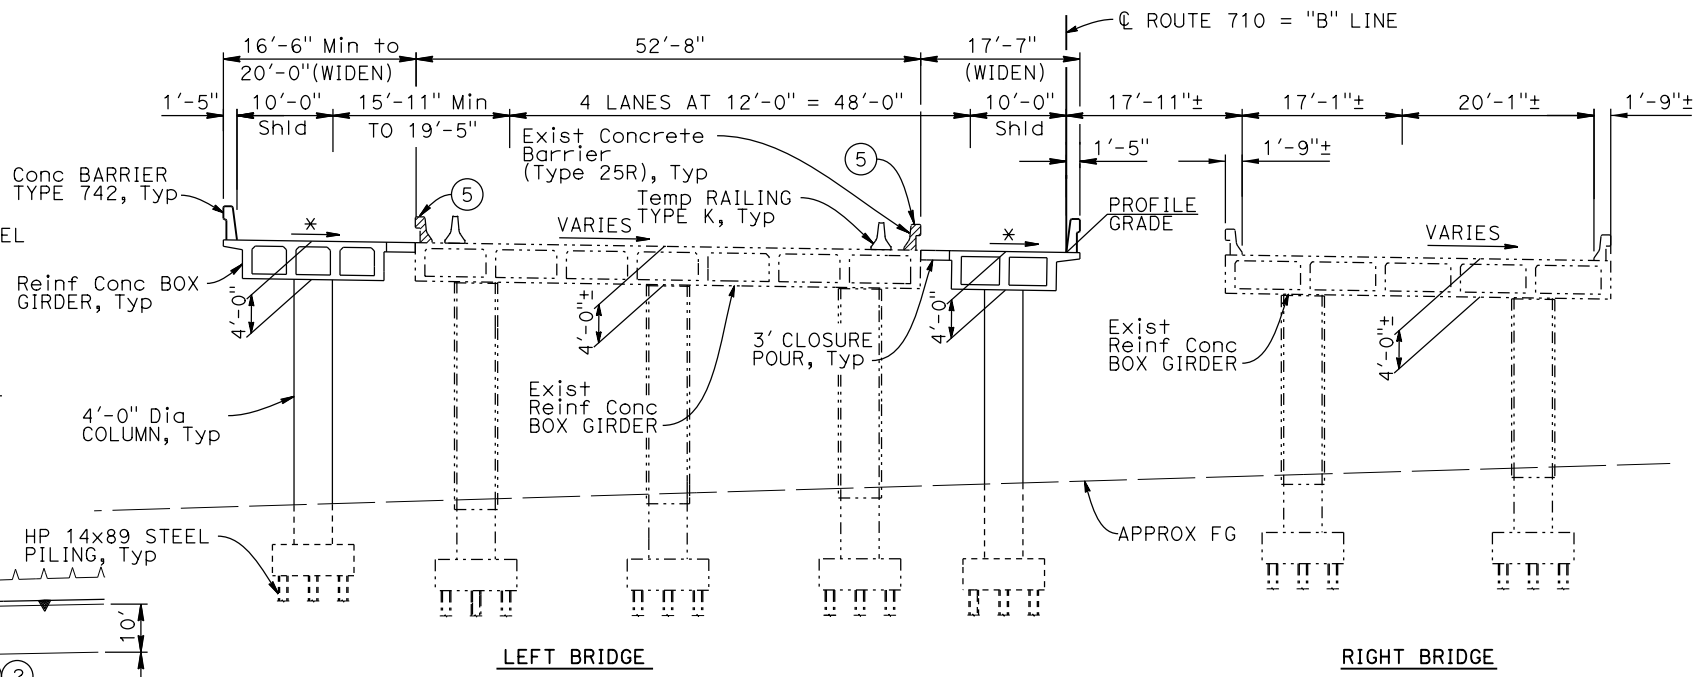 ℄ ROUTE 710 = "B" LINE
16'-6" Min to
20'-0"(WIDEN)
52'-8"
17'-7"
(WIDEN)
1'-5"
10'-0"
Shld
15'-11" Min
TO 19'-5"
4 LANES AT 12'-0" = 48'-0"
10'-0"
Shld
17'-11"±
17'-1"±
20'-1"±
1'-9"±
1'-5"
1'-9"±
Exist Concrete
Barrier
(Type 25R), Typ
5
5
Conc BARRIER
TYPE 742, Typ
Temp RAILING
TYPE K, Typ
PROFILE
GRADE
*
VARIES
*
VARIES
EL
Reinf Conc BOX
GIRDER, Typ
4'-0"
4'-0"±
4'-0"
4'-0"±
3' CLOSURE
POUR, Typ
Exist
Reinf Conc
BOX GIRDER
Exist
Reinf Conc
BOX GIRDER
4'-0" Dia
COLUMN, Typ
HP 14x89 STEEL
PILING, Typ
APPROX FG
10'
2
LEFT BRIDGE
RIGHT BRIDGE